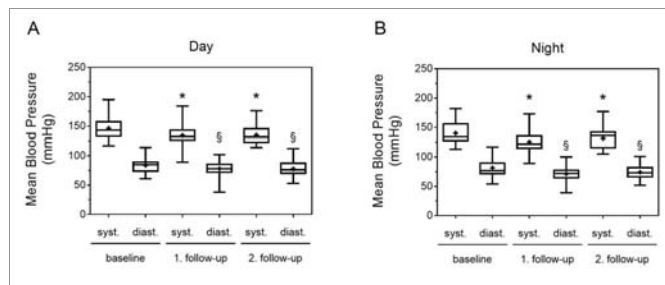 A
Day
Mean Blood Pressure
(mmHg)
250
200
150
100
50
0
*
§
*
§
syst. diast. syst. diast. syst. diast.
baseline 1. follow-up 2. follow-up
B
Night
Mean Blood Pressure
(mmHg)
250
200
150
100
50
0
*
§
*
§
syst. diast. syst. diast. syst. diast.
baseline 1. follow-up 2. follow-up